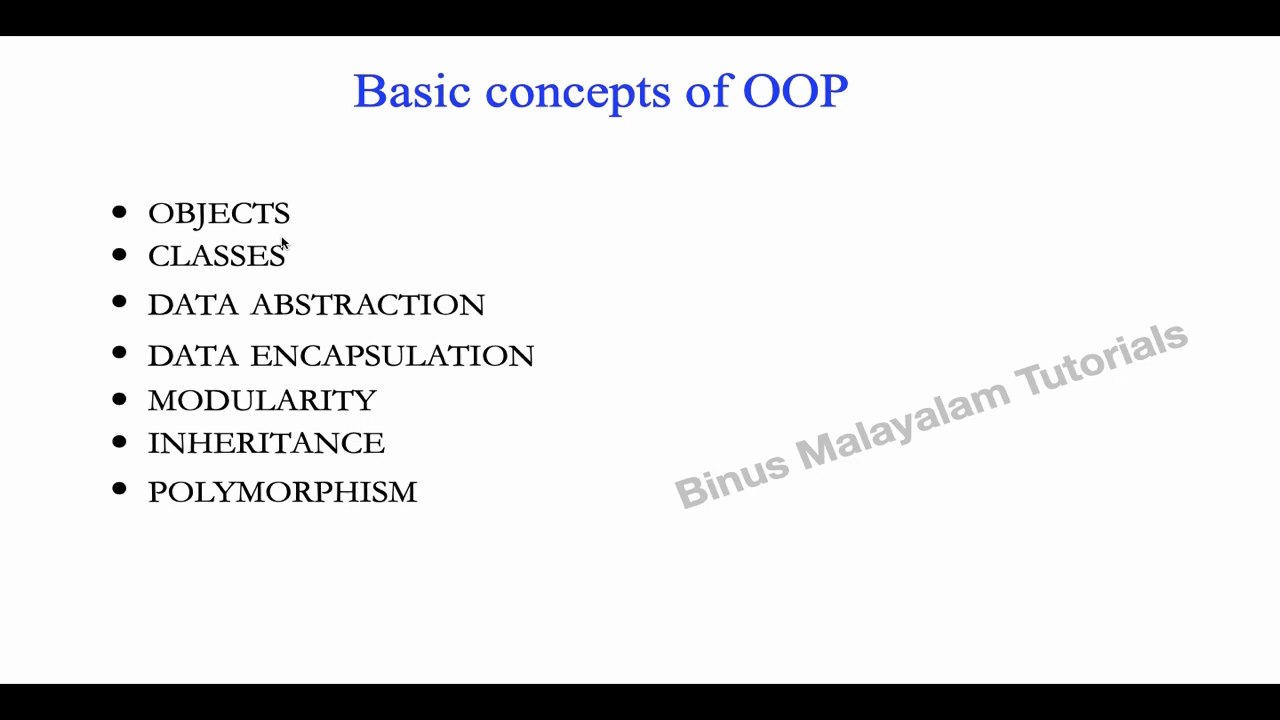 Basic concepts of OOP
• OBJECTS
• CLASSES
• DATA ABSTRACTION
• DATA ENCAPSULATION
• MODULARITY
• INHERITANCE
• POLYMORPHISM
Binus Malayalam Tutorials